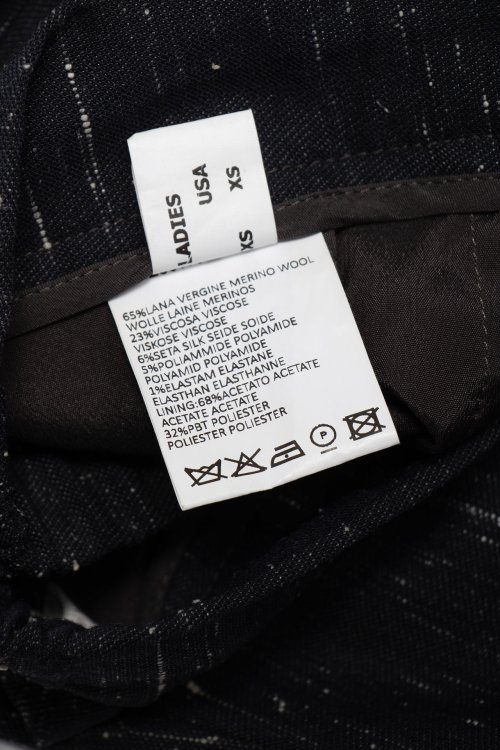 LADIES
USA
XS
XS
65%LANA VERGINE MERINO WOOL
WOLLE LAINE MERINOS
23%VISCOSA VISCOSE
VISKOSE VISCOSE
6%SETA SILK SEIDE SOIDE
5%POLIAMMIDE POLYAMIDE
POLYAMID POLYAMIDE
1%ELASTAM ELASTANE
ELASTHAN ELASTHANNE
LINING:68%ACETATO ACETATE
ACETATE ACETATE
32%PBT POLIESTER
POLIESTER POLIESTER
P